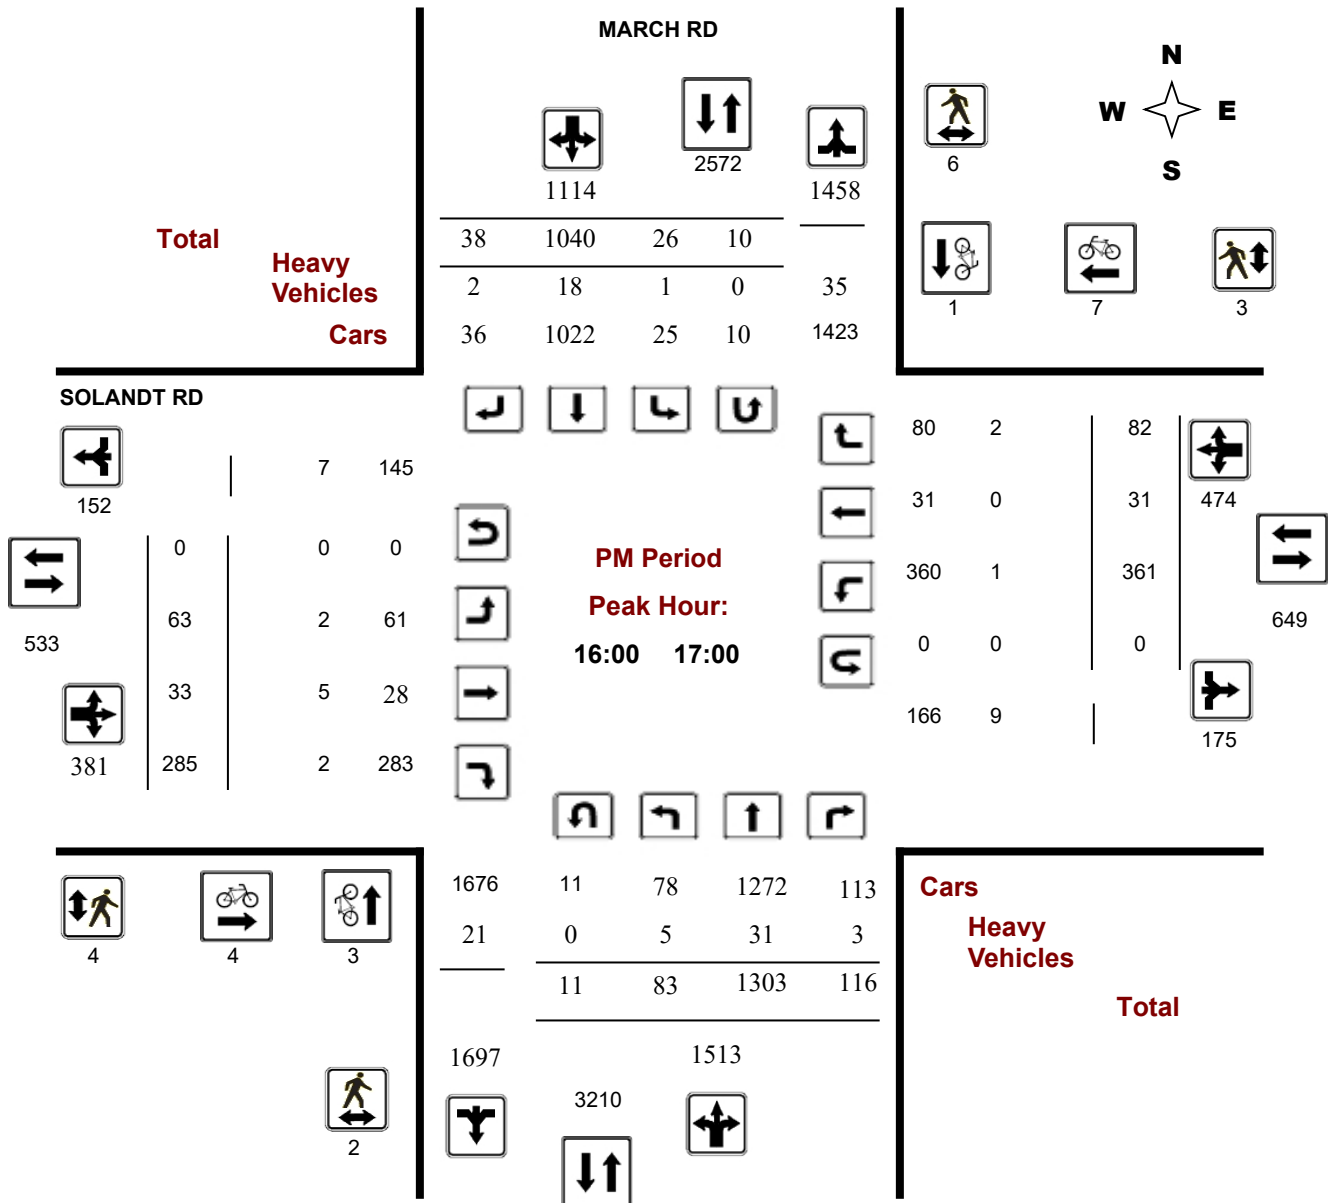 MARCH RD
N
W E
S
2572
1114
1458
6
38 1040 26 10
2 18 1 0 35
36 1022 25 10 1423
Total
Heavy
Vehicles
Cars
1 7 3
SOLANDT RD
152
7 145
0 0 0
63 2 61
533
33 5 28
381
285 2 283
PM Period
Peak Hour:
16:00 17:00
80 2 82
31 0 31
474
360 1 361
649
0 0 0
166 9
175
1676 11 78 1272 113
21 0 5 31 3
11 83 1303 116
1697
1513
3210
4 4 3
2
Cars
Heavy
Vehicles
Total